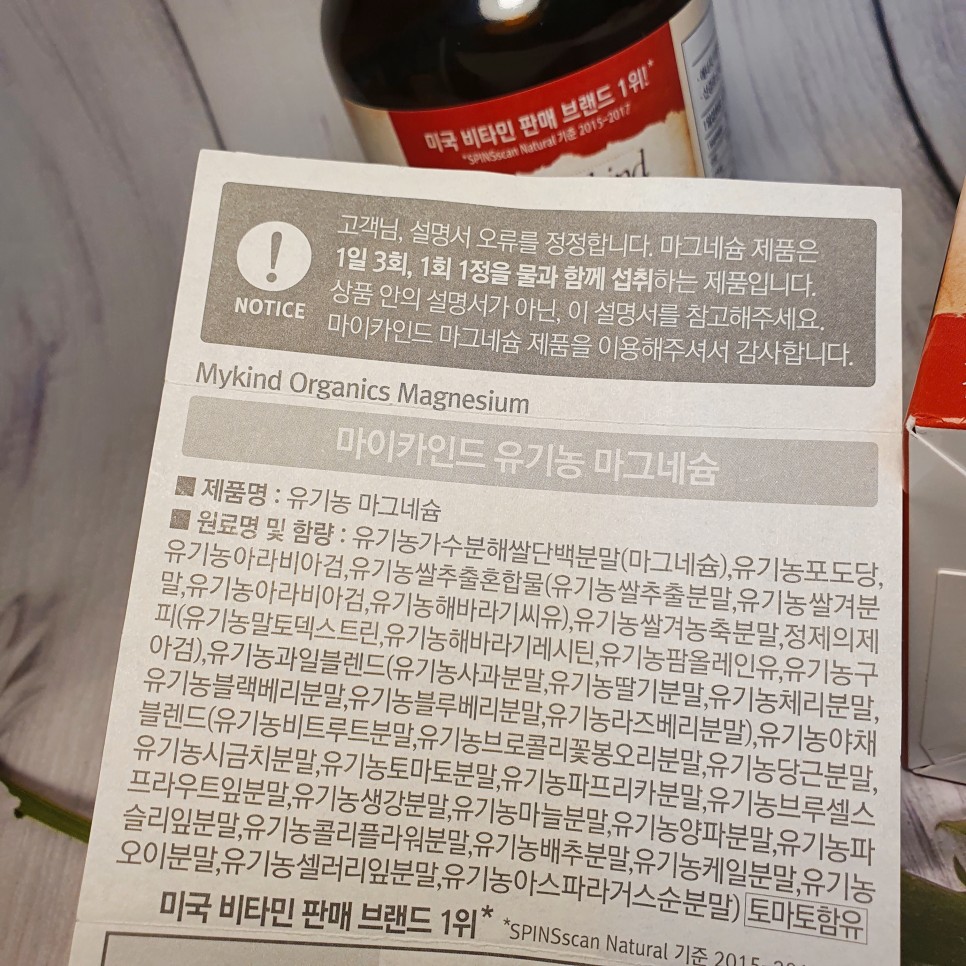 미국 비타민 판매 브랜드 1위!*
*SPINSscan Natural 기준 2015-2017
고객님, 설명서 오류를 정정합니다. 마그네슘 제품은
1일 3회, 1회 1정을 물과 함께 섭취하는 제품입니다.
상품 안의 설명서가 아닌, 이 설명서를 참고해주세요.
마이카인드 마그네슘 제품을 이용해주셔서 감사합니다.
NOTICE
Mykind Organics Magnesium
마이카인드 유기농 마그네슘
■ 제품명 : 유기농 마그네슘
■ 원료명 및 함량 : 유기농가수분해쌀단백분말(마그네슘),유기농포도당,
유기농아라비아검,유기농쌀추출혼합물(유기농쌀추출분말,유기농쌀겨분
말,유기농아라비아검,유기농해바라기씨유),유기농쌀겨농축분말,정제의제
피(유기농말토덱스트린,유기농해바라기레시틴,유기농팜올레인유,유기농구
아검),유기농과일블렌드(유기농사과분말,유기농딸기분말,유기농체리분말,
유기농블랙베리분말,유기농블루베리분말,유기농라즈베리분말),유기농야채
블렌드(유기농비트루트분말,유기농브로콜리꽃봉오리분말,유기농당근분말,
유기농시금치분말,유기농토마토분말,유기농파프리카분말,유기농브루셀스
프라우트잎분말,유기농생강분말,유기농마늘분말,유기농양파분말,유기농파
슬리잎분말,유기농콜리플라워분말,유기농배추분말,유기농케일분말,유기농
오이분말,유기농셀러리잎분말,유기농아스파라거스순분말) 토마토함유
미국 비타민 판매 브랜드 1위* *SPINSscan Natural 기준 2015-201